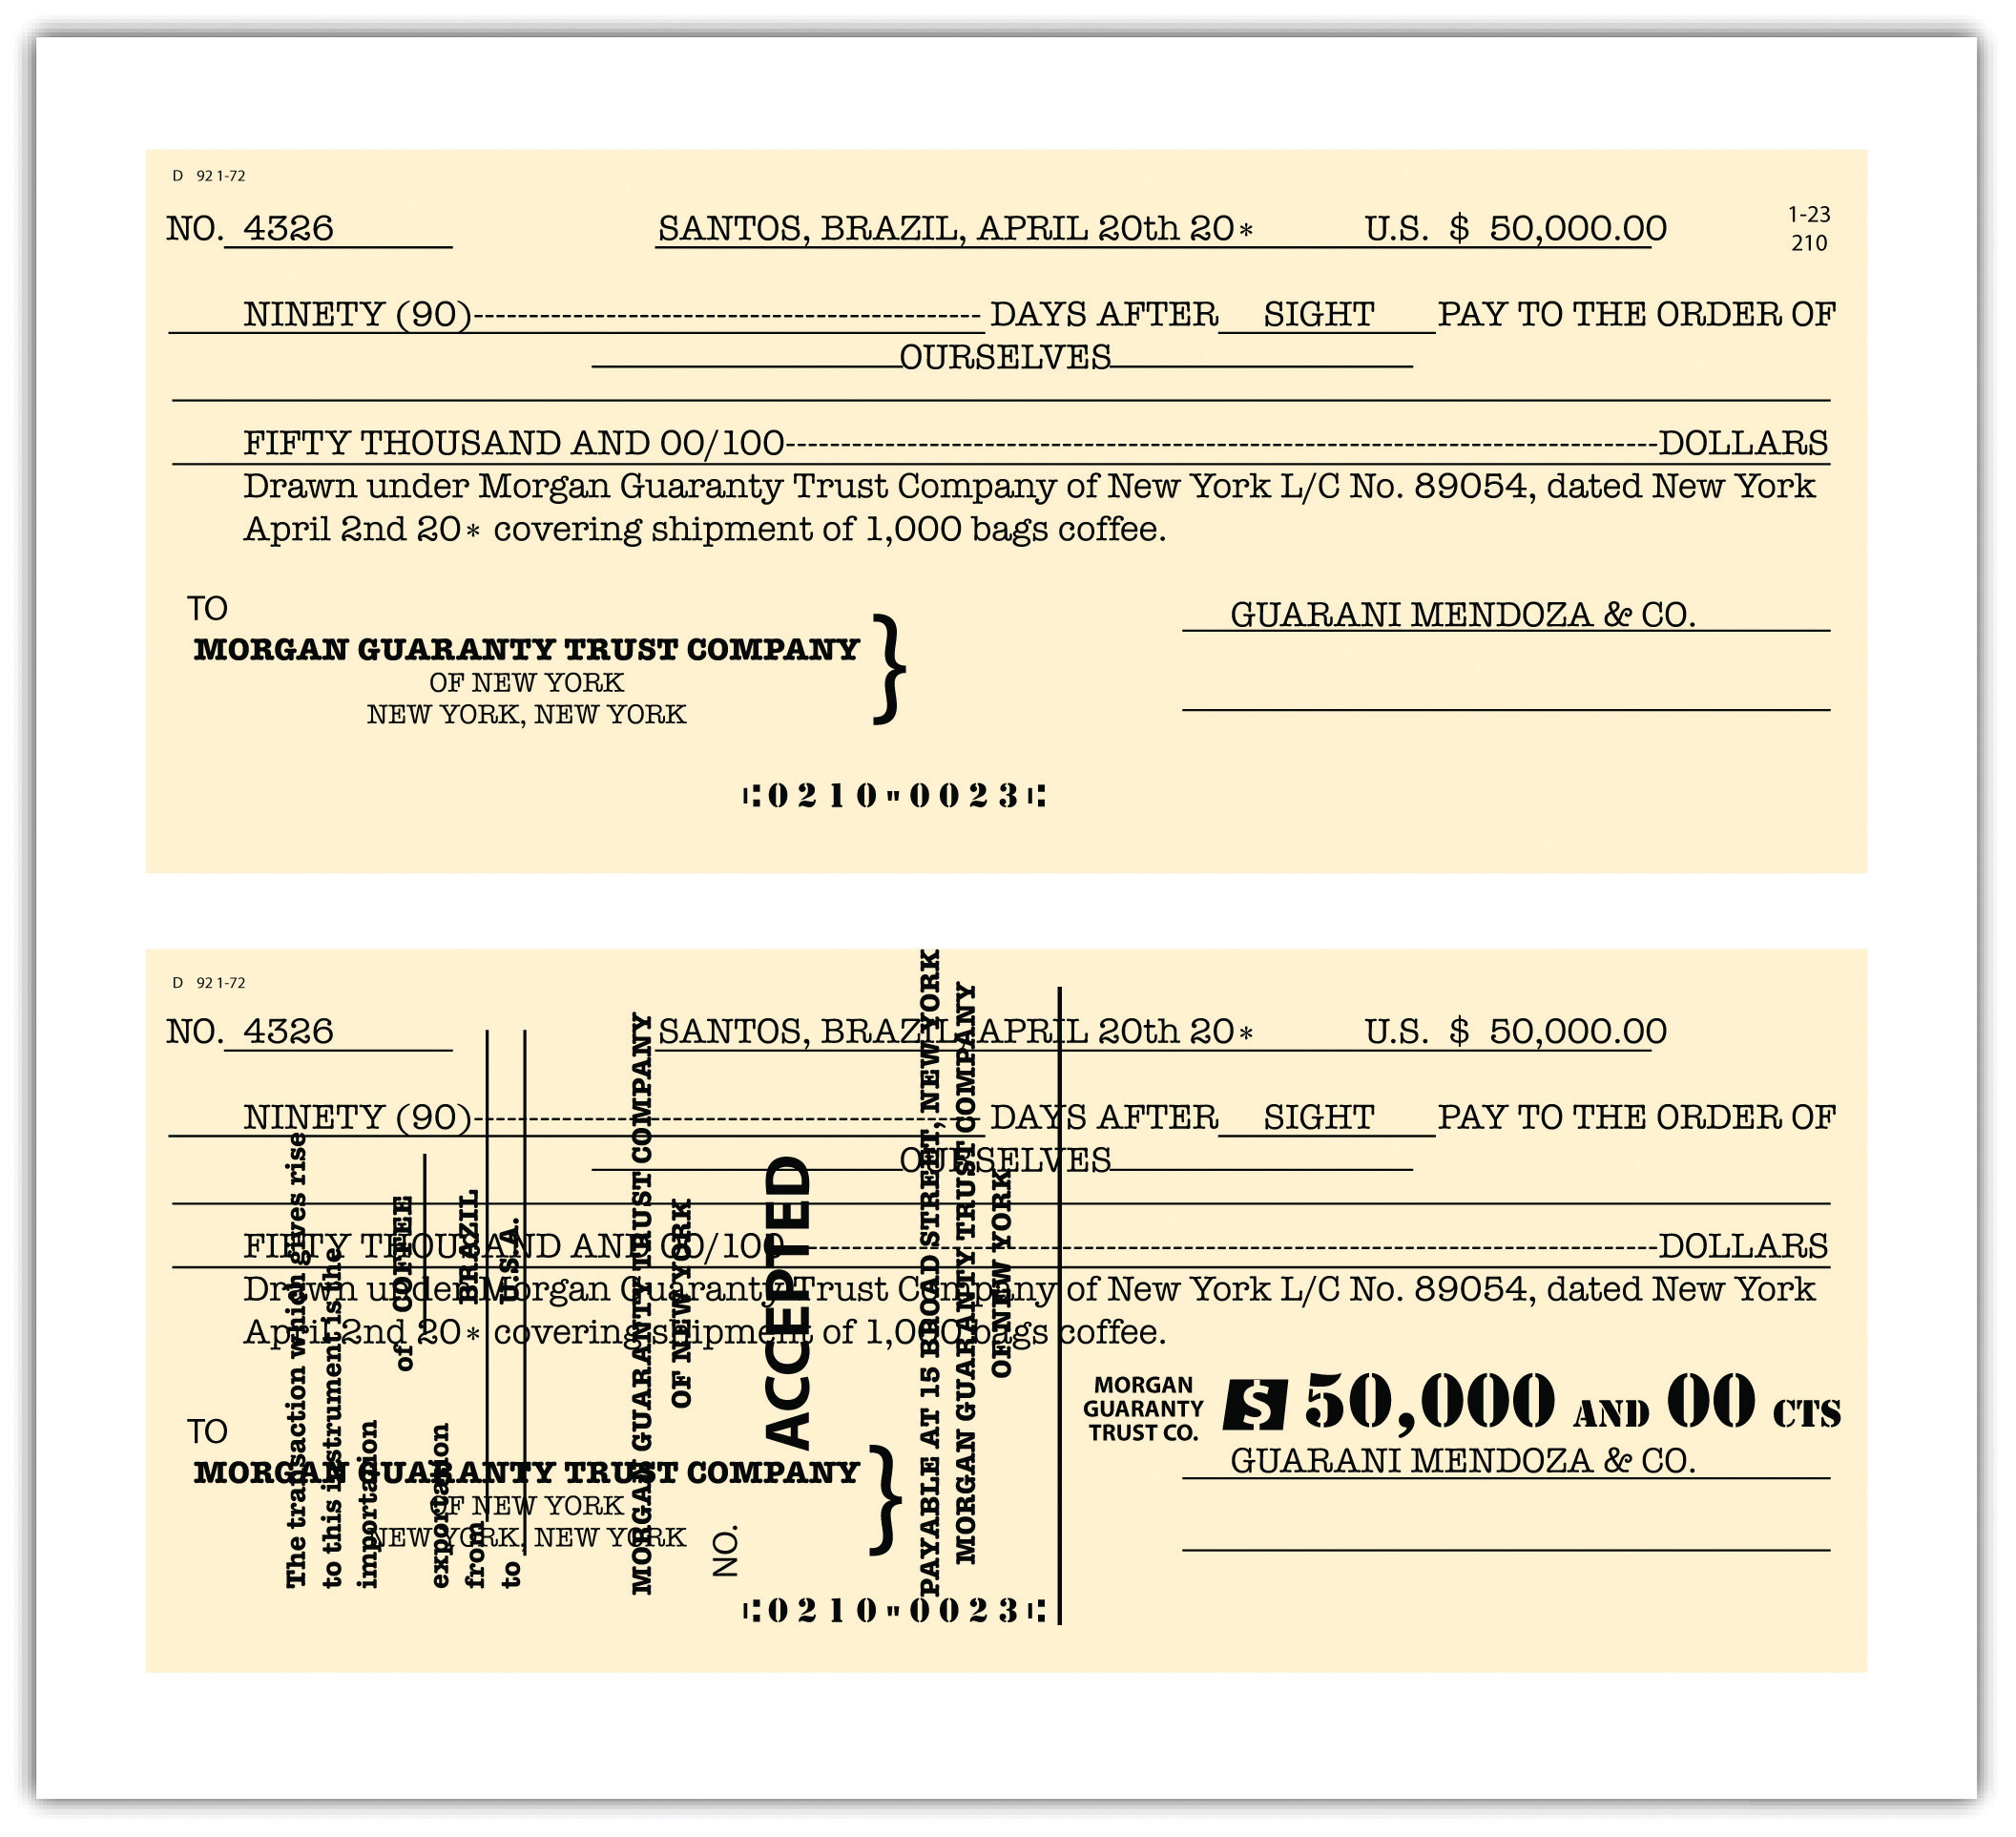 D 92 1-72
NO. 4326 SANTOS, BRAZIL, APRIL 20th 20* U.S. $ 50,000.00 1-23
210
NINETY (90)-------------------------------------------- DAYS AFTER SIGHT PAY TO THE ORDER OF
OURSELVES
FIFTY THOUSAND AND 00/100----------------------------------------------------------------------------DOLLARS
Drawn under Morgan Guaranty Trust Company of New York L/C No. 89054, dated New York
April 2nd 20* covering shipment of 1,000 bags coffee.
TO
MORGAN GUARANTY TRUST COMPANY }
OF NEW YORK
NEW YORK, NEW YORK
GUARANI MENDOZA & CO.
⑆0210⑉0023⑆
D 92 1-72
NO. 4326 SANTOS, BRAZIL, APRIL 20th 20* U.S. $ 50,000.00
NINETY (90)-------------------------------------------- DAYS AFTER SIGHT PAY TO THE ORDER OF
OURSELVES
FIFTY THOUSAND AND 00/100----------------------------------------------------------------------------DOLLARS
Drawn under Morgan Guaranty Trust Company of New York L/C No. 89054, dated New York
April 2nd 20* covering shipment of 1,000 bags coffee.
TO
MORGAN GUARANTY TRUST COMPANY }
OF NEW YORK
NEW YORK, NEW YORK
The transaction which gives rise
to this instrument is the
importation
of COFFEE
exportation
from BRAZIL
to U.S.A.
MORGAN GUARANTY TRUST COMPANY
OF NEW YORK
NO.
ACCEPTED
PAYABLE AT 15 BROAD STREET, NEW YORK
MORGAN GUARANTY TRUST COMPANY
OF NEW YORK
MORGAN
GUARANTY
TRUST CO.
$ 50,000 AND 00 CTS
GUARANI MENDOZA & CO.
⑆0210⑉0023⑆